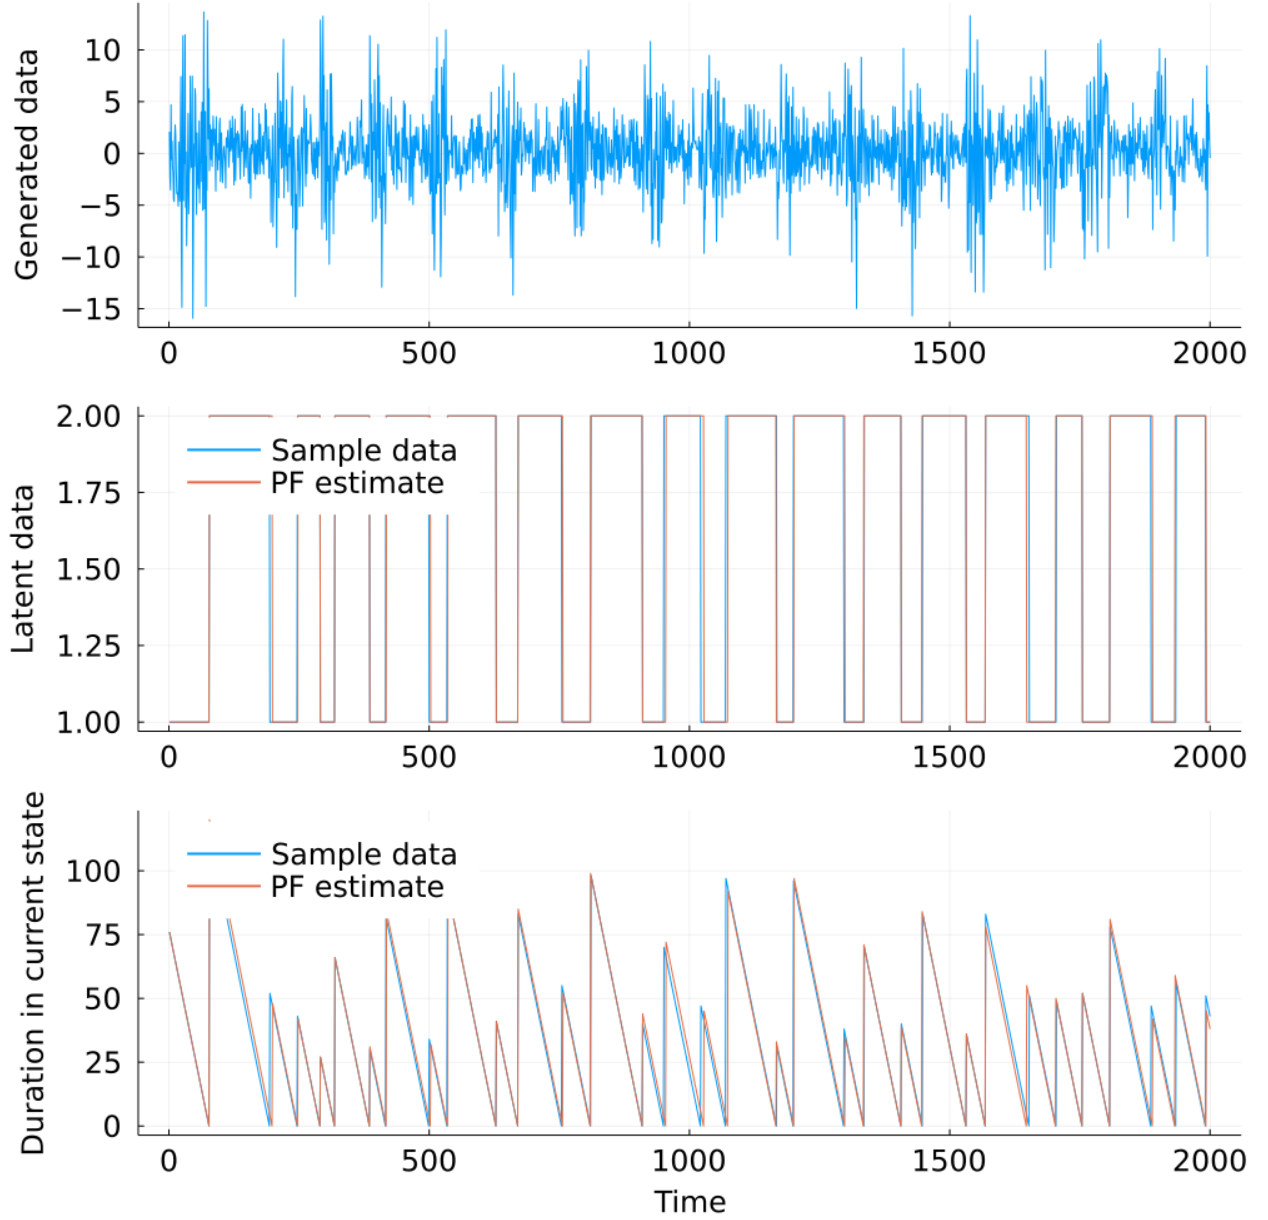 Generated data
10
5
0
−5
−10
−15
0 500 1000 1500 2000
Latent data
2.00
1.75
1.50
1.25
1.00
Sample data
PF estimate
0 500 1000 1500 2000
Duration in current state
100
75
50
25
0
Sample data
PF estimate
0 500 1000 1500 2000
Time